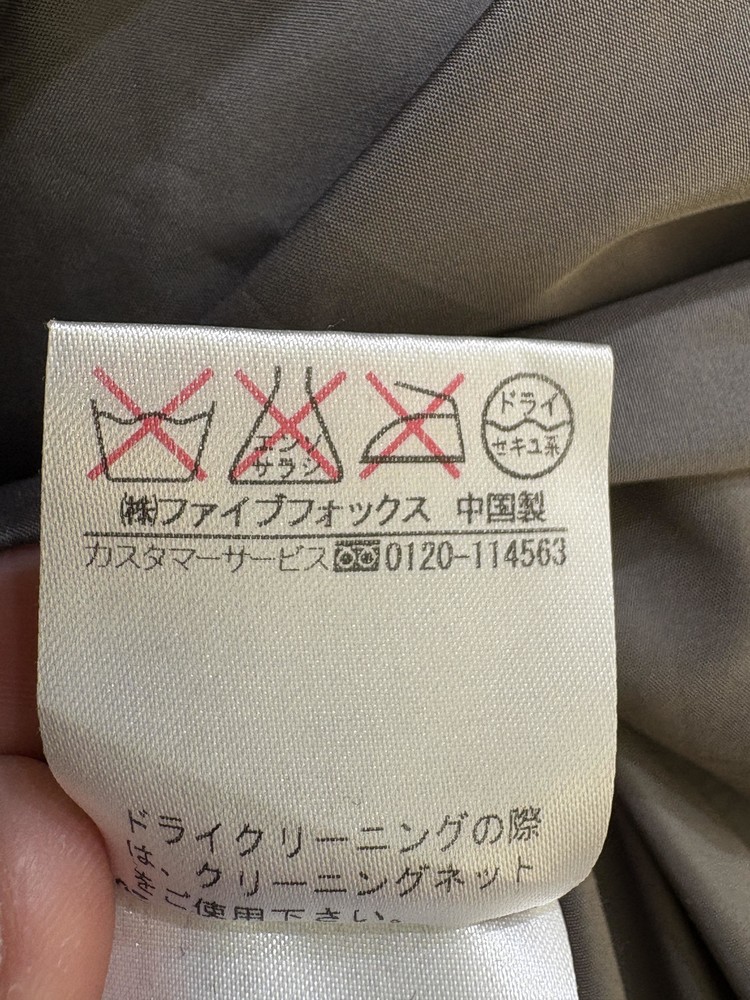 エンソ
サラシ
ドライ
セキユ系
㈱ファイブフォックス 中国製
カスタマーサービス 0120-114563
ドライクリーニングの際
は、クリーニングネット
をご使用下さい。